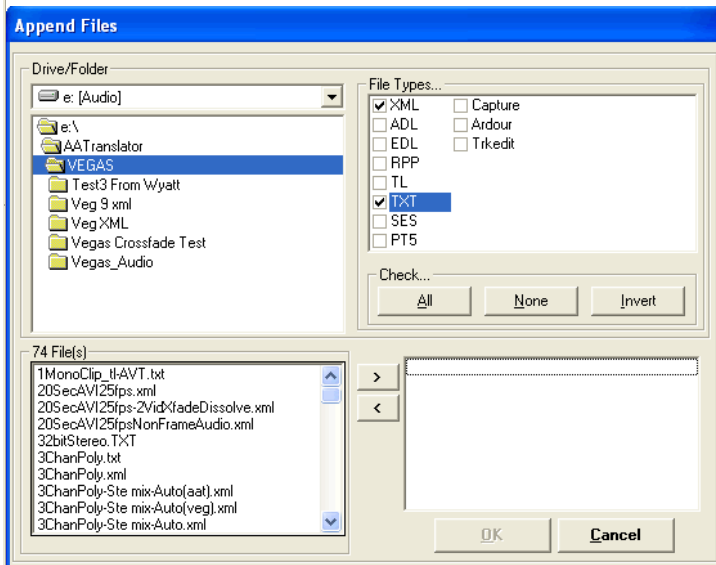 Append Files
Drive/Folder
e: [Audio]
e:\
AATranslator
VEGAS
Test3 From Wyatt
Veg 9 xml
Veg XML
Vegas Crossfade Test
Vegas_Audio
File Types...
XML Capture
ADL Ardour
EDL Trkedit
RPP
TL
TXT
SES
PT5
Check...
All None Invert
74 File(s)
1MonoClip_tl-AVT.txt
20SecAVI25fps.xml
20SecAVI25fps-2VidXfadeDissolve.xml
20SecAVI25fpsNonFrameAudio.xml
32bitStereo.TXT
3ChanPoly.txt
3ChanPoly.xml
3ChanPoly-Ste mix-Auto(aat).xml
3ChanPoly-Ste mix-Auto(veg).xml
3ChanPoly-Ste mix-Auto.xml
>
<
OK Cancel